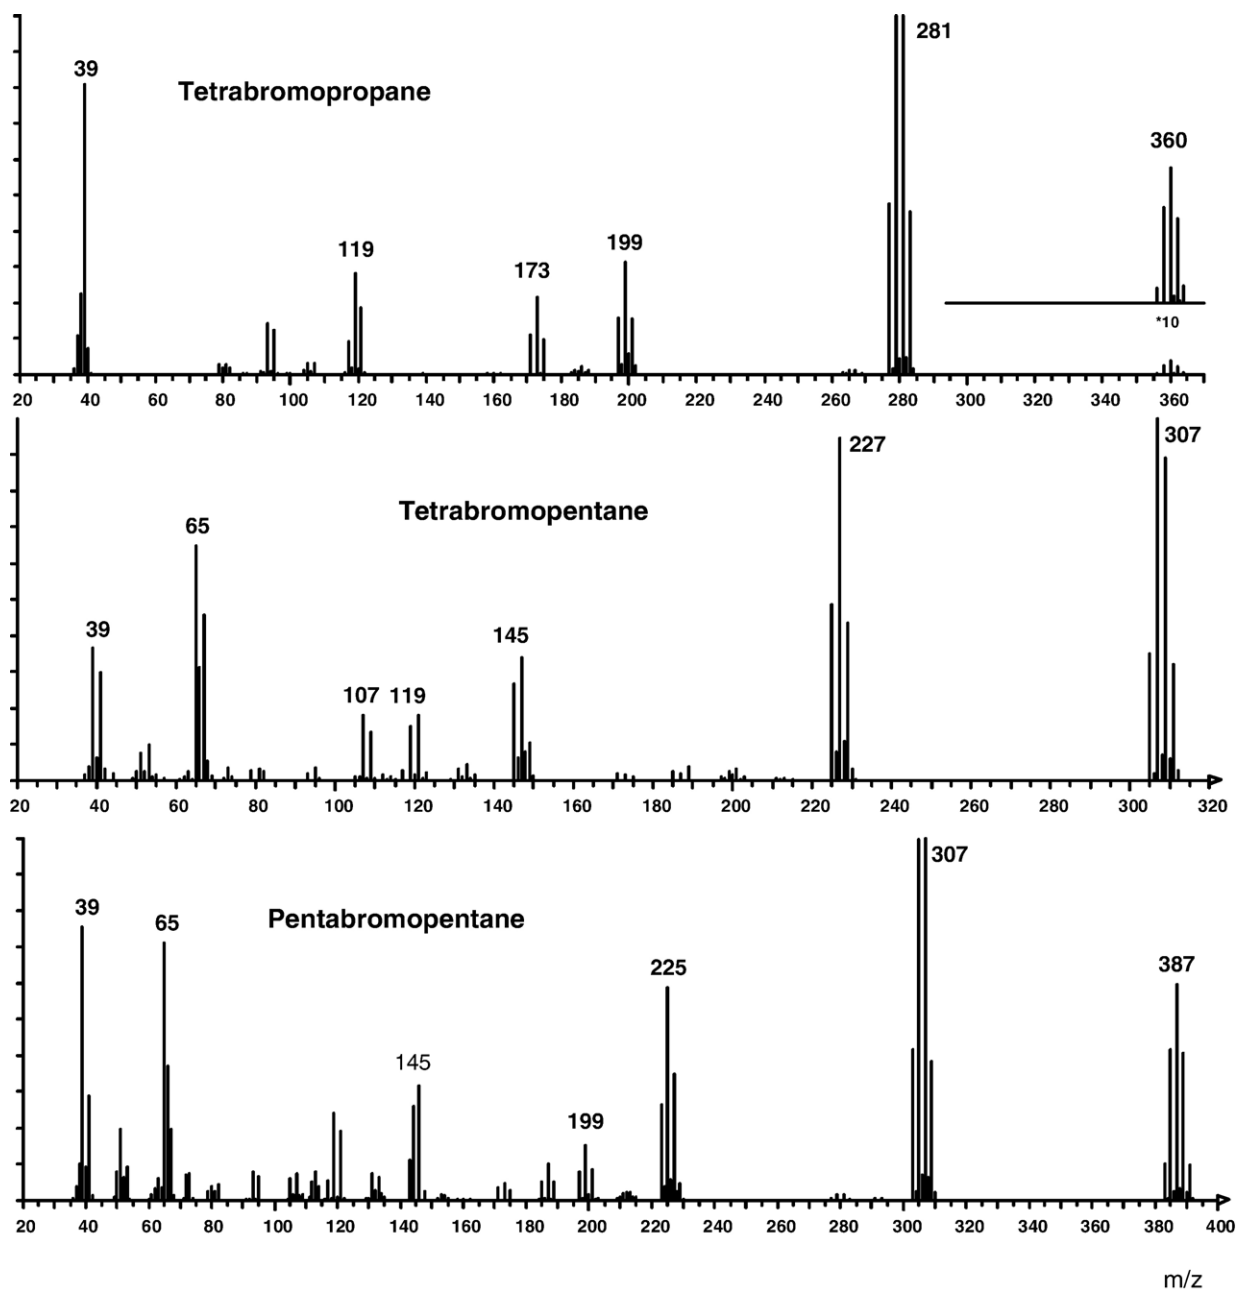 281
39
Tetrabromopropane
360
119
199
173
*10
20 40 60 80 100 120 140 160 180 200 220 240 260 280 300 320 340 360
307
227
Tetrabromopentane
65
39
145
107 119
20 40 60 80 100 120 140 160 180 200 220 240 260 280 300 320
307
39
Pentabromopentane
65
225
387
145
199
20 40 60 80 100 120 140 160 180 200 220 240 260 280 300 320 340 360 380 400
m/z